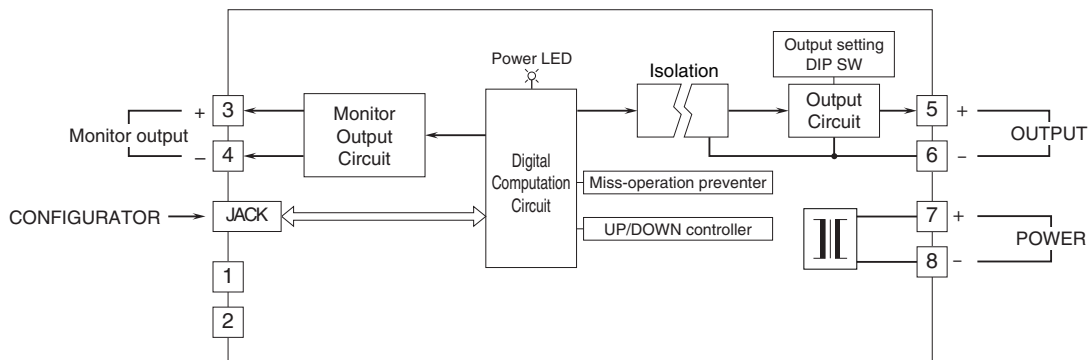 Output setting
DIP SW
Power LED
Isolation
+ 3
Monitor output
− 4
Monitor
Output
Circuit
Output
Circuit
5 +
OUTPUT
6 −
Digital
Computation
Circuit
Miss-operation preventer
UP/DOWN controller
CONFIGURATOR
JACK
7 +
POWER
8 −
1
2